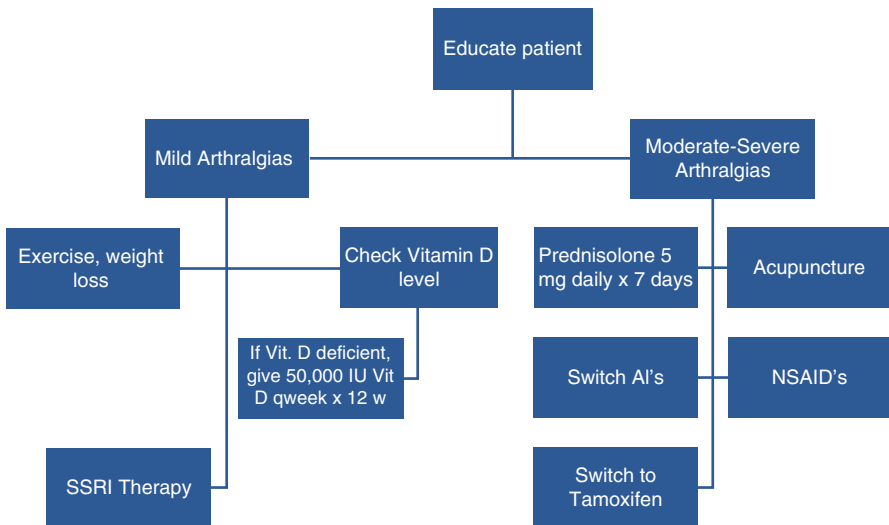 Educate patient
Mild Arthralgias
Moderate-Severe
Arthralgias
Exercise, weight
loss
Check Vitamin D
level
Prednisolone 5
mg daily x 7 days
Acupuncture
If Vit. D deficient,
give 50,000 IU Vit
D qweek x 12 w
Switch AI's
NSAID's
SSRI Therapy
Switch to
Tamoxifen